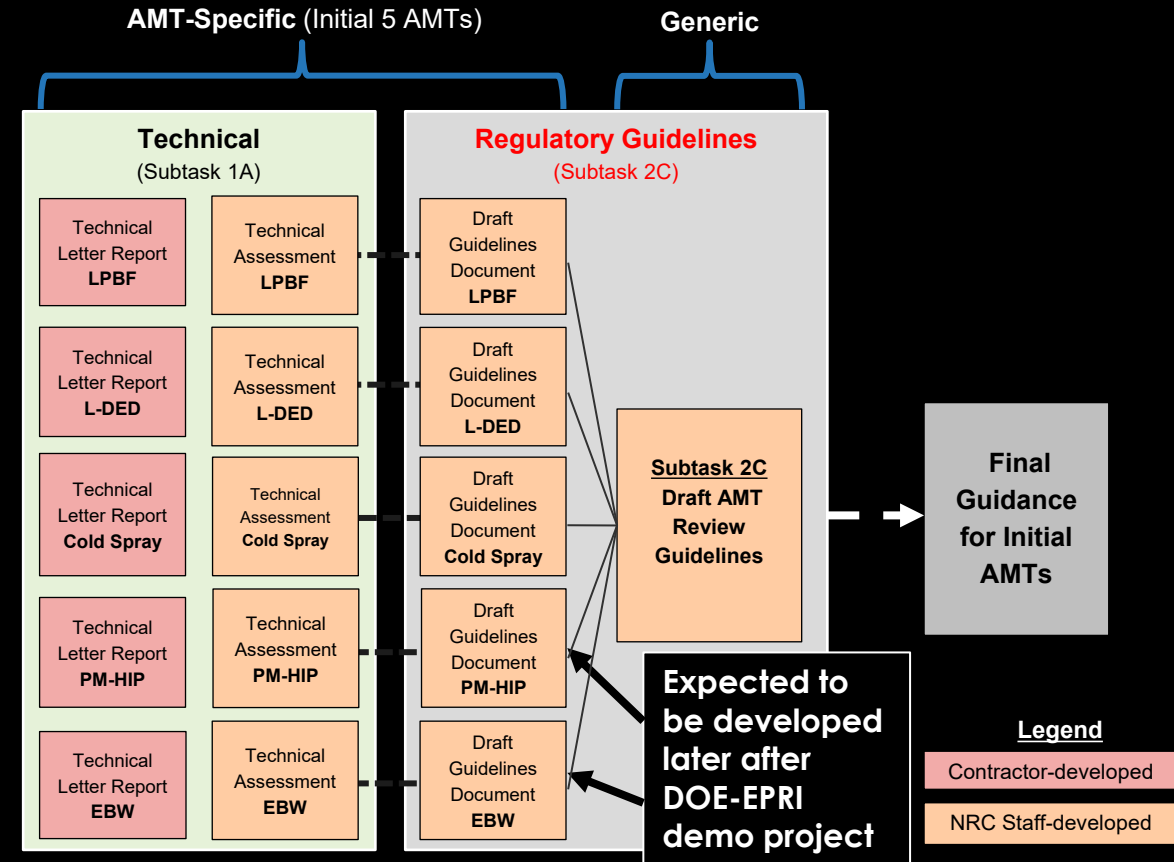 AMT-Specific (Initial 5 AMTs)
Generic
Technical
(Subtask 1A)
Regulatory Guidelines
(Subtask 2C)
Technical
Letter Report
LPBF
Technical
Assessment
LPBF
Draft
Guidelines
Document
LPBF
Technical
Letter Report
L-DED
Technical
Assessment
L-DED
Draft
Guidelines
Document
L-DED
Technical
Letter Report
Cold Spray
Technical
Assessment
Cold Spray
Draft
Guidelines
Document
Cold Spray
Technical
Letter Report
PM-HIP
Technical
Assessment
PM-HIP
Draft
Guidelines
Document
PM-HIP
Technical
Letter Report
EBW
Technical
Assessment
EBW
Draft
Guidelines
Document
EBW
Subtask 2C
Draft AMT
Review
Guidelines
Final
Guidance
for Initial
AMTs
Expected to
be developed
later after
DOE-EPRI
demo project
Legend
Contractor-developed
NRC Staff-developed